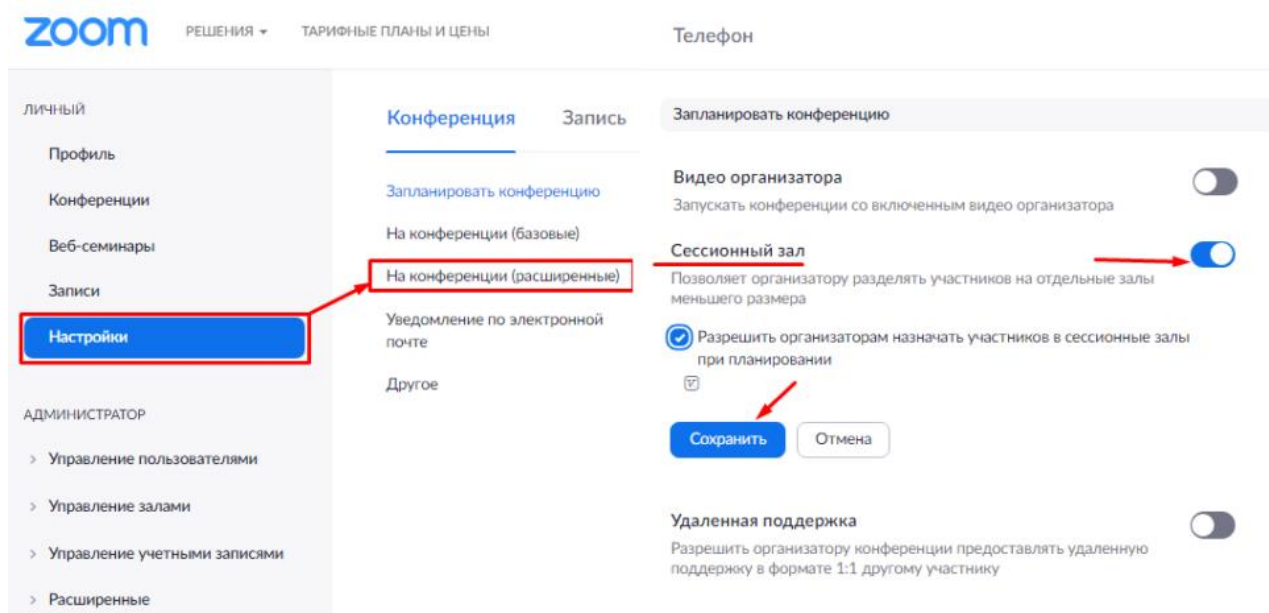 zoom РЕШЕНИЯ ТАРИФНЫЕ ПЛАНЫ И ЦЕНЫ
ЛИЧНЫЙ
Профиль
Конференции
Веб-семинары
Записи
Настройки
АДМИНИСТРАТОР
Управление пользователями
Управление залами
Управление учетными записями
Расширенные
Конференция Запись
Запланировать конференцию
На конференции (базовые)
На конференции (расширенные)
Уведомление по электронной
почте
Другое
Телефон
Запланировать конференцию
Видео организатора
Запускать конференции со включенным видео организатора
Сессионный зал
Позволяет организатору разделять участников на отдельные залы
меньшего размера
Разрешить организаторам назначать участников в сессионные залы
при планировании
Сохранить Отмена
Удаленная поддержка
Разрешить организатору конференции предоставлять удаленную
поддержку в формате 1:1 другому участнику